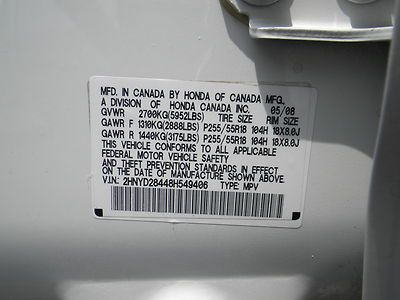 MFD. IN CANADA BY HONDA OF CANADA MFG.,
A DIVISION OF HONDA CANADA INC. 05/08
GVWR 2700KG(5952LBS) TIRE SIZE RIM SIZE
GAWR F 1310KG(2888LBS) P255/55R18 104H 18X8.0J
GAWR R 1440KG(3175LBS) P255/55R18 104H 18X8.0J
THIS VEHICLE CONFORMS TO ALL APPLICABLE
FEDERAL MOTOR VEHICLE SAFETY
AND THEFT PREVENTION STANDARDS IN EFFECT
ON THE DATE OF MANUFACTURE SHOWN ABOVE.
V.I.N.: 2HNYD28448H549406 TYPE: MPV